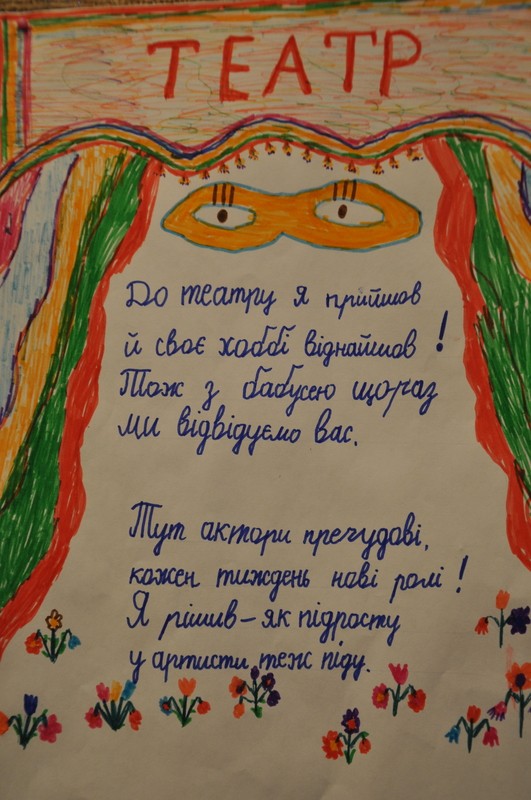 ТЕАТР
До театру я прийшов
й своє хоббі віднайшов!
Тож з бабусею щораз
ми відвідуємо вас.
Тут актори пречудові,
кожен тиждень нові ролі!
Я рішив – як підросту
у артисти теж піду.